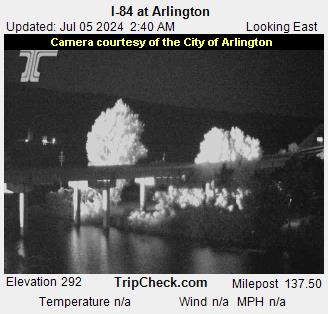 I-84 at Arlington
Updated: Jul 05 2024 2:40 AM Looking East
Camera courtesy of the City of Arlington
Elevation 292 TripCheck.com Milepost 137.50
Temperature n/a Wind n/a MPH n/a